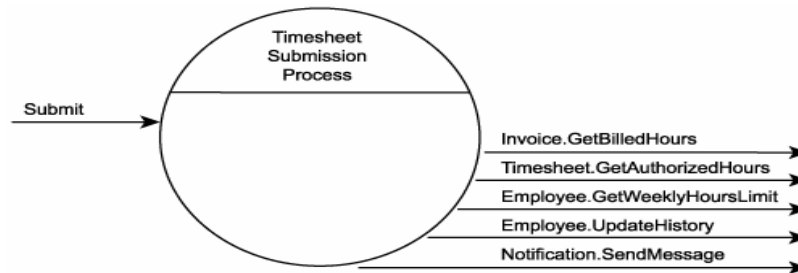 Timesheet
Submission
Process
Submit
Invoice.GetBilledHours
Timesheet.GetAuthorizedHours
Employee.GetWeeklyHoursLimit
Employee.UpdateHistory
Notification.SendMessage